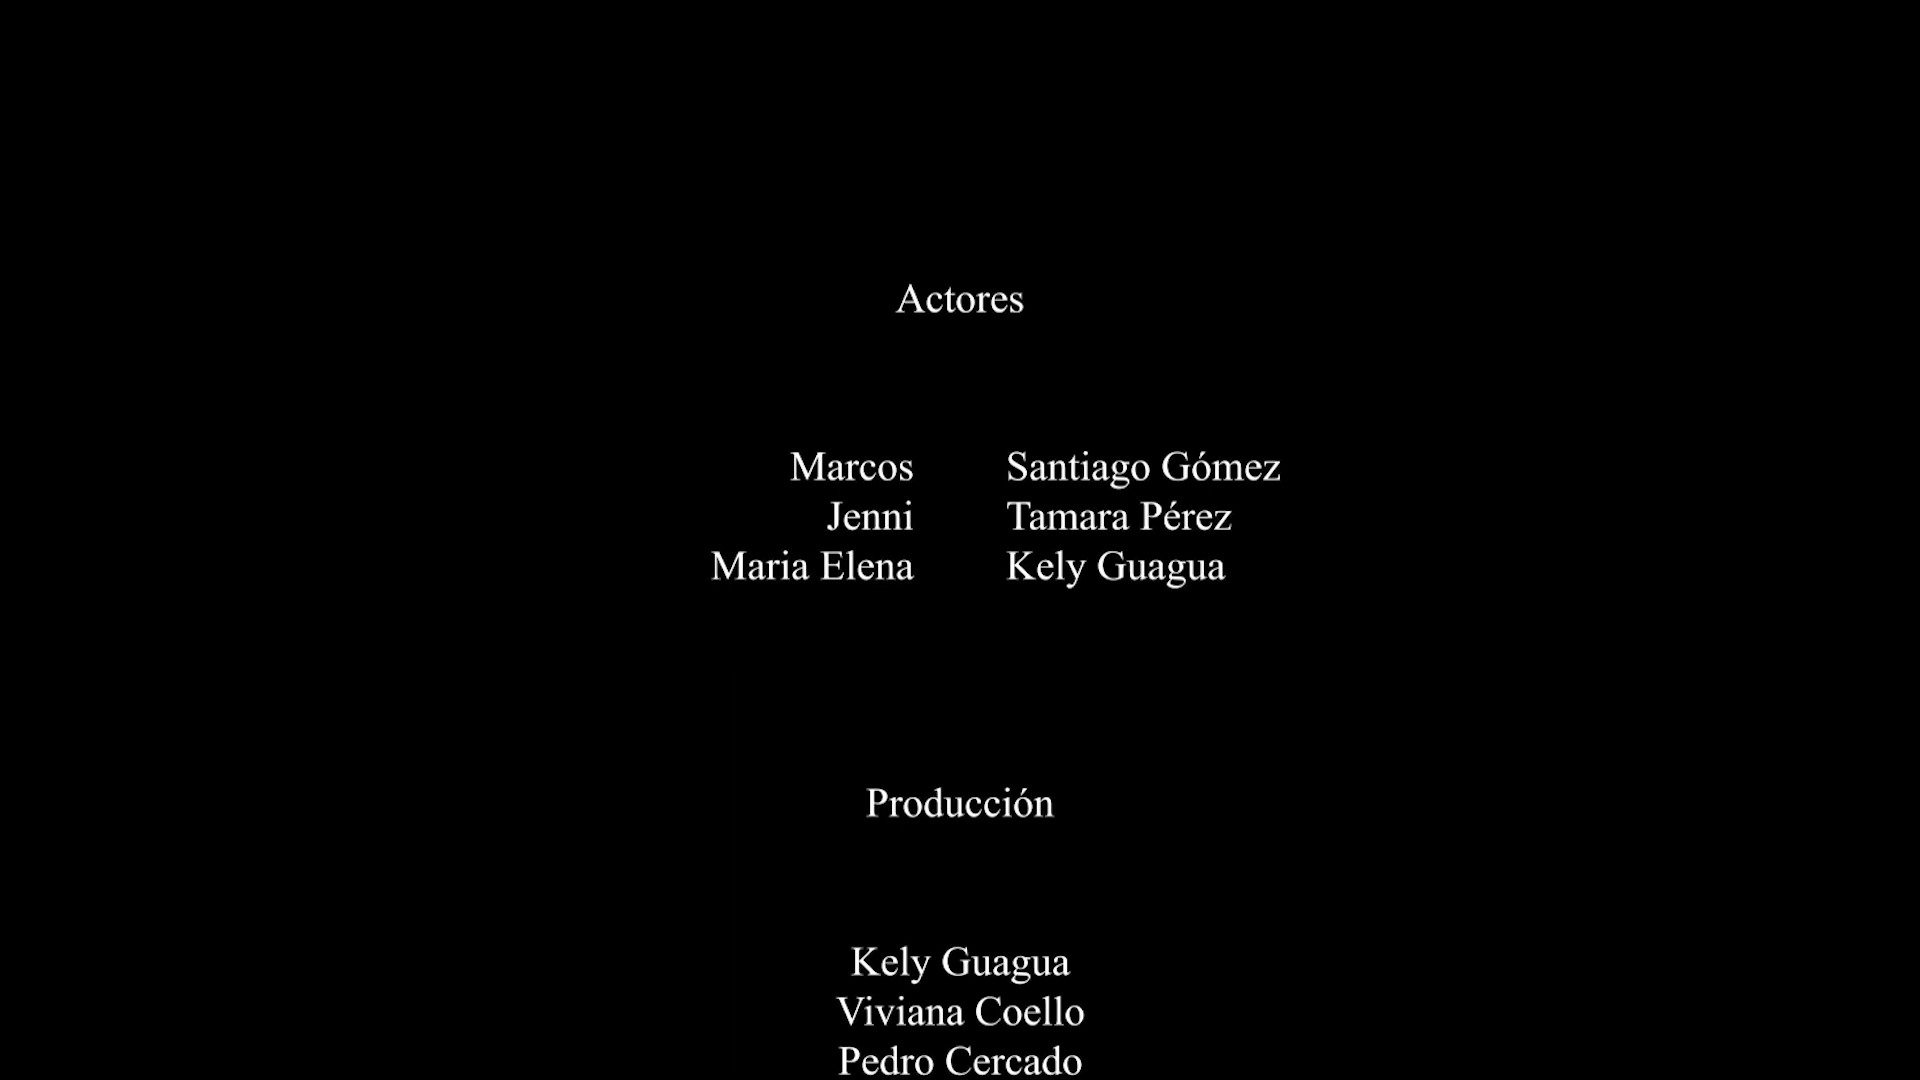 Actores
Marcos Santiago Gómez
Jenni Tamara Pérez
Maria Elena Kely Guagua
Producción
Kely Guagua
Viviana Coello
Pedro Cercado